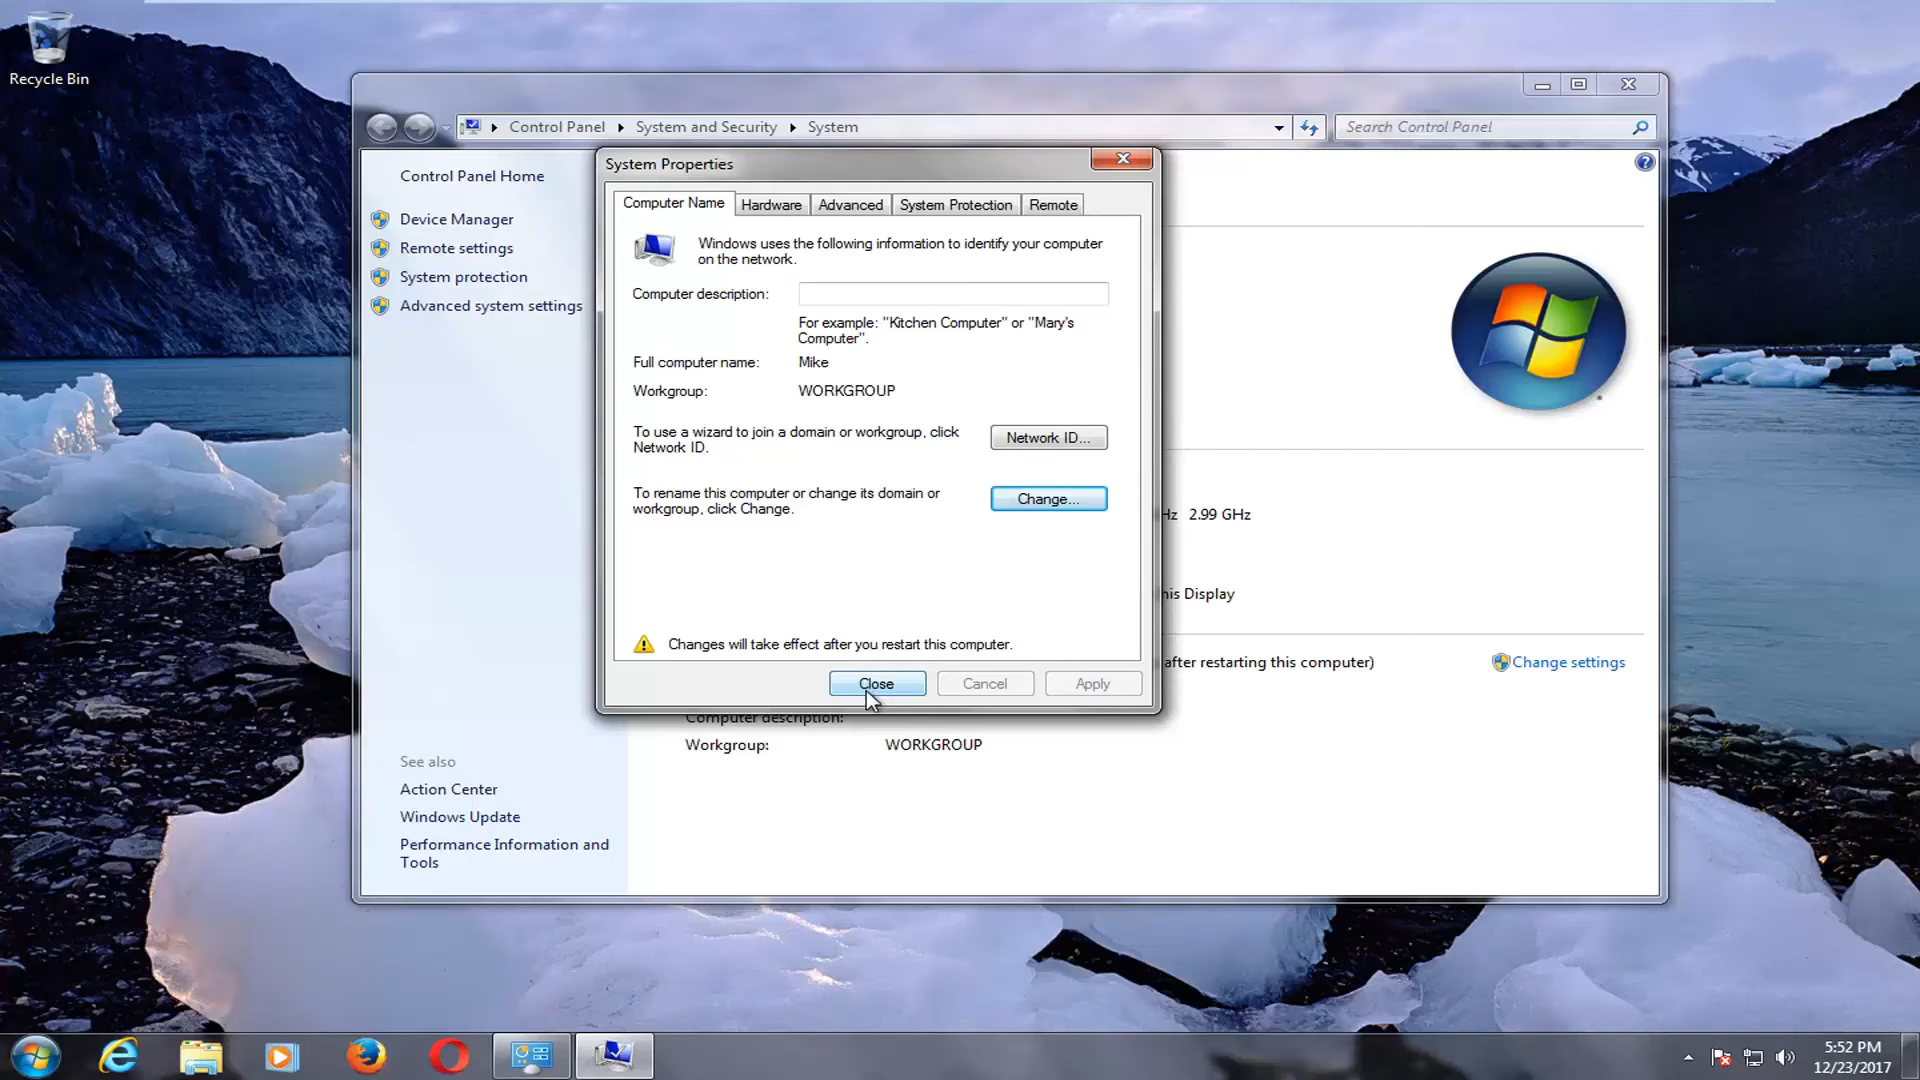 Recycle Bin
Control Panel
System and Security
System
Search Control Panel
Control Panel Home
Device Manager
Remote settings
System protection
Advanced system settings
See also
Action Center
Windows Update
Performance Information and
Tools
System Properties
Computer Name
Hardware
Advanced
System Protection
Remote
Windows uses the following information to identify your computer
on the network.
Computer description:
For example: "Kitchen Computer" or "Mary's
Computer".
Full computer name: Mike
Workgroup: WORKGROUP
To use a wizard to join a domain or workgroup, click
Network ID.
Network ID...
To rename this computer or change its domain or
workgroup, click Change.
Change...
Changes will take effect after you restart this computer.
Close
Cancel
Apply
Hz 2.99 GHz
his Display
after restarting this computer)
Change settings
Computer description:
Workgroup: WORKGROUP
5:52 PM
12/23/2017